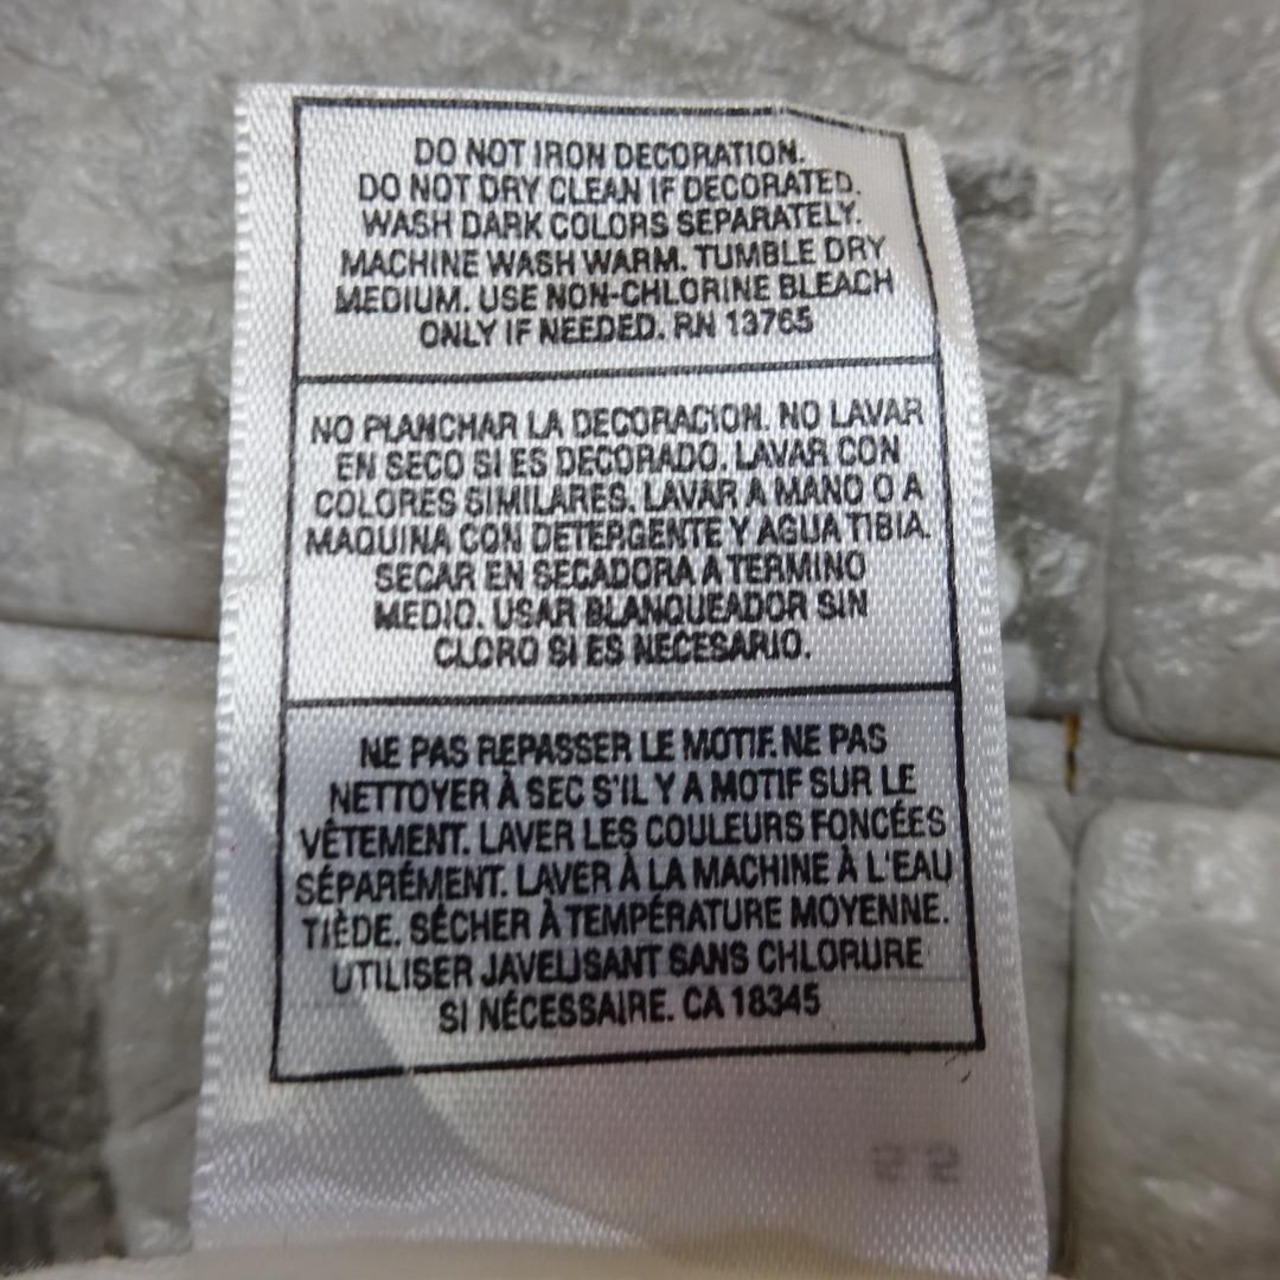 DO NOT IRON DECORATION.
DO NOT DRY CLEAN IF DECORATED.
WASH DARK COLORS SEPARATELY.
MACHINE WASH WARM. TUMBLE DRY
MEDIUM. USE NON-CHLORINE BLEACH
ONLY IF NEEDED. RN 13765
NO PLANCHAR LA DECORACION. NO LAVAR
EN SECO SI ES DECORADO. LAVAR CON
COLORES SIMILARES. LAVAR A MANO O A
MAQUINA CON DETERGENTE Y AGUA TIBIA.
SECAR EN SECADORA A TERMINO
MEDIO. USAR BLANQUEADOR SIN
CLORO SI ES NECESARIO.
NE PAS REPASSER LE MOTIF. NE PAS
NETTOYER À SEC S'IL Y A MOTIF SUR LE
VÊTEMENT. LAVER LES COULEURS FONCÉES
SÉPARÉMENT. LAVER À LA MACHINE À L'EAU
TIÈDE. SÉCHER À TEMPÉRATURE MOYENNE.
UTILISER JAVELISANT SANS CHLORURE
SI NÉCESSAIRE. CA 18345